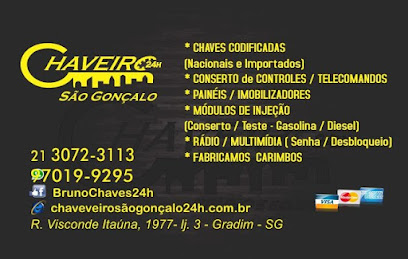 CHAVEIRO 24H
SÃO GONÇALO
21 3072-3113
97019-9295
BrunoChaves24h
chaveveirosãogonçalo24h.com.br
R. Visconde Itaúna, 1977- lj. 3 - Gradim - SG
* CHAVES CODIFICADAS
(Nacionais e Importados)
* CONSERTO de CONTROLES / TELECOMANDOS
* PAINÉIS / IMOBILIZADORES
* MÓDULOS DE INJEÇÃO
(Conserto / Teste - Gasolina / Diesel)
* RÁDIO / MULTIMÍDIA ( Senha / Desbloqueio)
* FABRICAMOS CARIMBOS
VISA